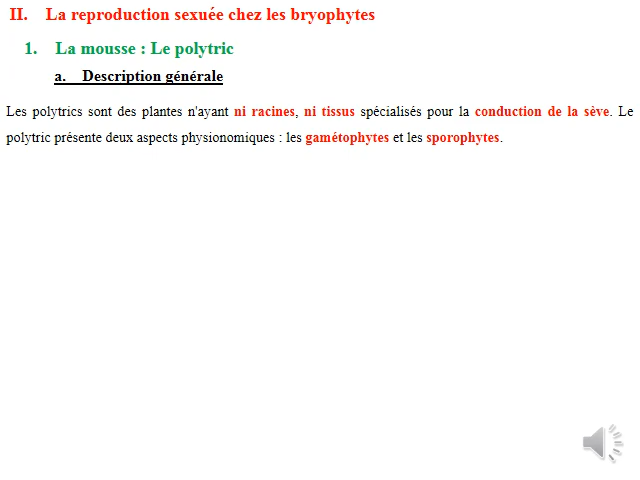 II. La reproduction sexuée chez les bryophytes
1. La mousse : Le polytric
a. Description générale
Les polytrics sont des plantes n'ayant ni racines, ni tissus spécialisés pour la conduction de la sève. Le
polytric présente deux aspects physionomiques : les gamétophytes et les sporophytes.